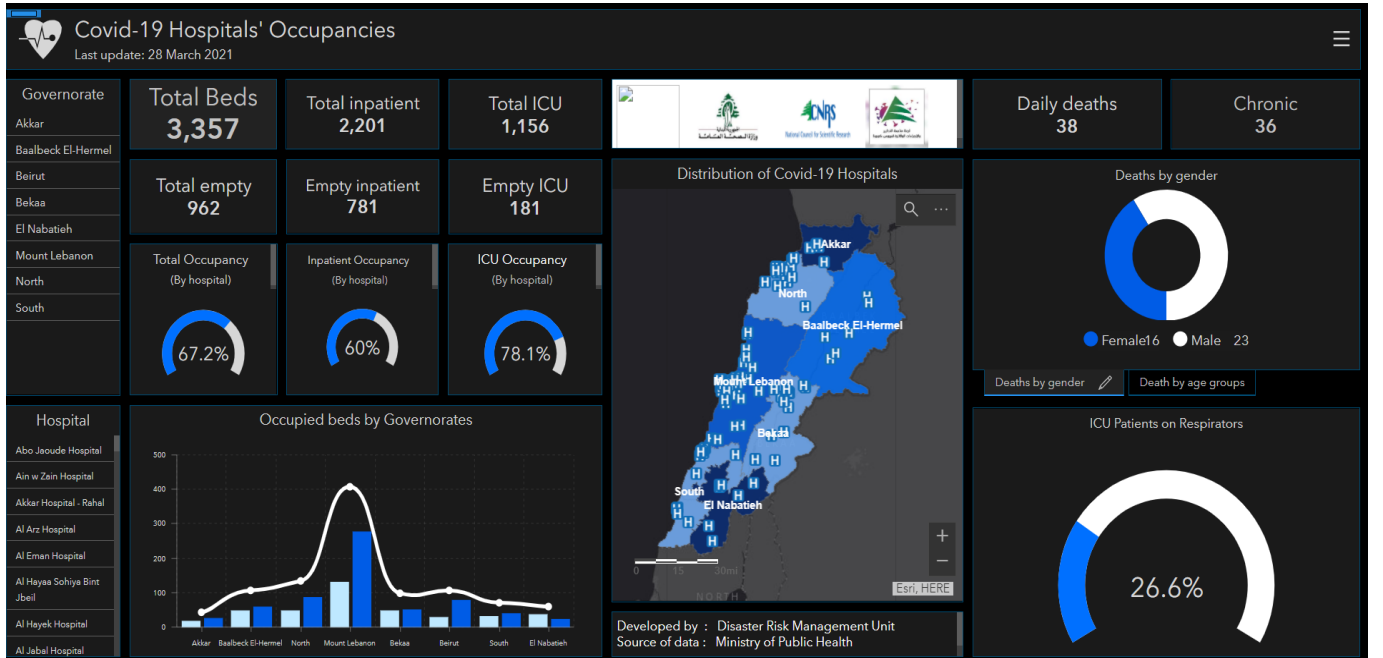 Covid-19 Hospitals' Occupancies
Last update: 28 March 2021
Governorate
Akkar
Baalbeck El-Hermel
Beirut
Bekaa
El Nabatieh
Mount Lebanon
North
South
Total Beds
3,357
Total inpatient
2,201
Total ICU
1,156
Total empty
962
Empty inpatient
781
Empty ICU
181
Total Occupancy
(By hospital)
67.2%
Inpatient Occupancy
(By hospital)
60%
ICU Occupancy
(By hospital)
78.1%
CNRS
National Council for Scientific Research
Daily deaths
38
Chronic
36
Distribution of Covid-19 Hospitals
Akkar
North
Baalbeck El-Hermel
Mount Lebanon
Bekaa
South
El Nabatieh
0 15 30mi
NORTH
Esri, HERE
Deaths by gender
Female16 Male 23
Deaths by gender
Death by age groups
Hospital
Abo Jaoude Hospital
Ain w Zain Hospital
Akkar Hospital - Rahal
Al Arz Hospital
Al Eman Hospital
Al Hayaa Sohiya Bint
Jbeil
Al Hayek Hospital
Al Jabal Hospital
Occupied beds by Governorates
500
400
300
200
100
0
Akkar Baalbeck El-Hermel North Mount Lebanon Bekaa Beirut South El Nabatieh
Developed by : Disaster Risk Management Unit
Source of data : Ministry of Public Health
ICU Patients on Respirators
26.6%